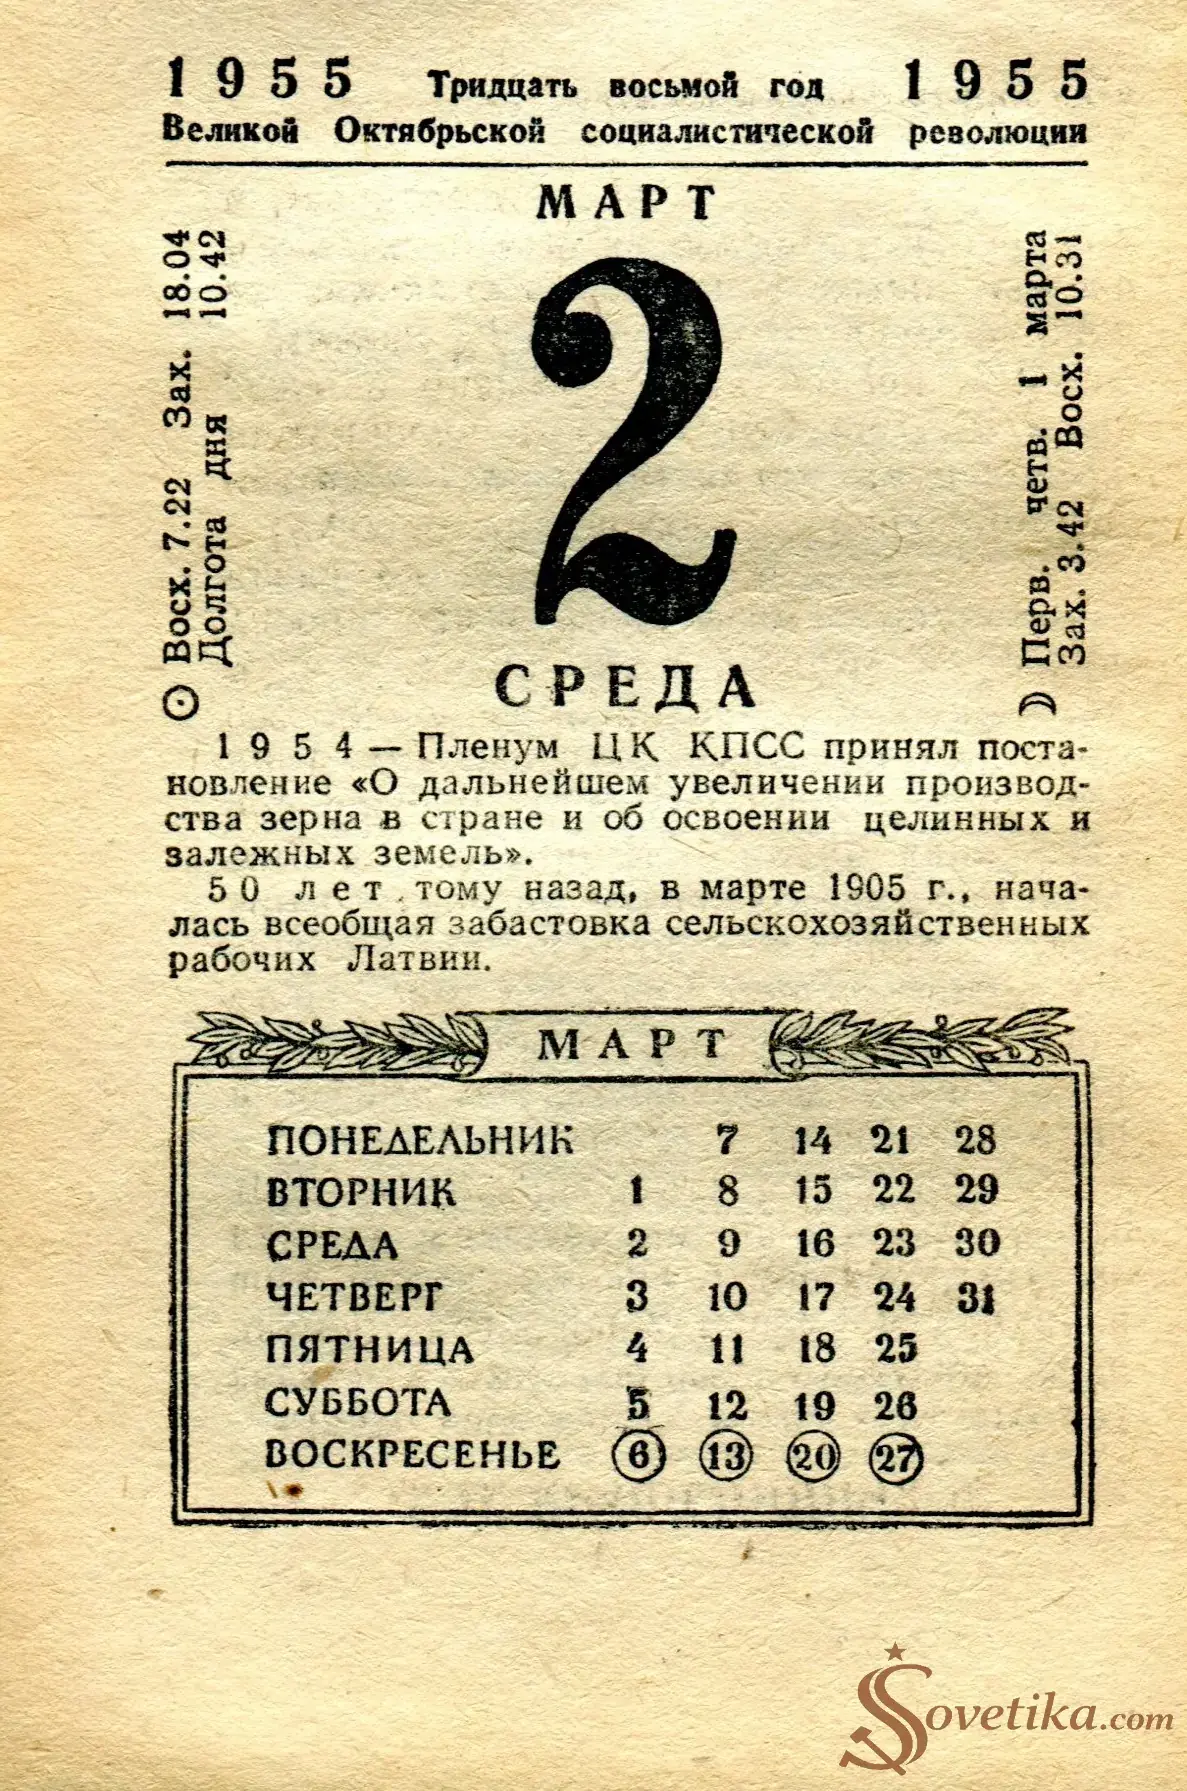 1955 Тридцать восьмой год 1955
Великой Октябрьской социалистической революции
МАРТ
Восх. 7.22 Зах. 18.04
Долгота дня 10.42
2
Перв. четв. 1 марта
Зах. 3.42 Восх. 10.31
СРЕДА
1954 — Пленум ЦК КПСС принял поста-
новление «О дальнейшем увеличении производ-
ства зерна в стране и об освоении целинных и
залежных земель».
50 лет тому назад, в марте 1905 г., нача-
лась всеобщая забастовка сельскохозяйственных
рабочих Латвии.
МАРТ
ПОНЕДЕЛЬНИК 7 14 21 28
ВТОРНИК 1 8 15 22 29
СРЕДА 2 9 16 23 30
ЧЕТВЕРГ 3 10 17 24 31
ПЯТНИЦА 4 11 18 25
СУББОТА 5 12 19 26
ВОСКРЕСЕНЬЕ 6 13 20 27
Sovetika.com